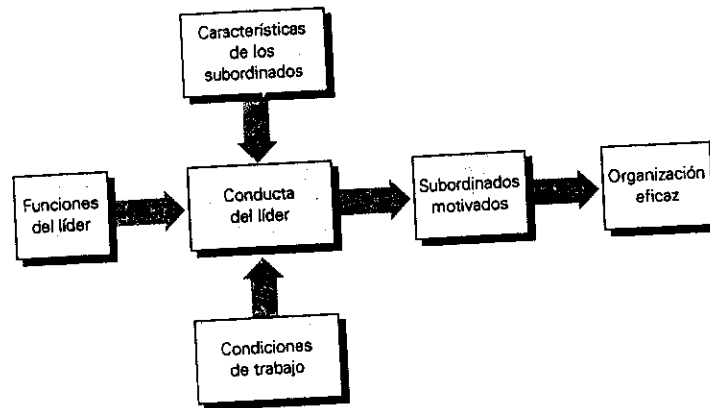 Características
de los
subordinados
Funciones
del líder
Conducta
del líder
Subordinados
motivados
Organización
eficaz
Condiciones
de trabajo